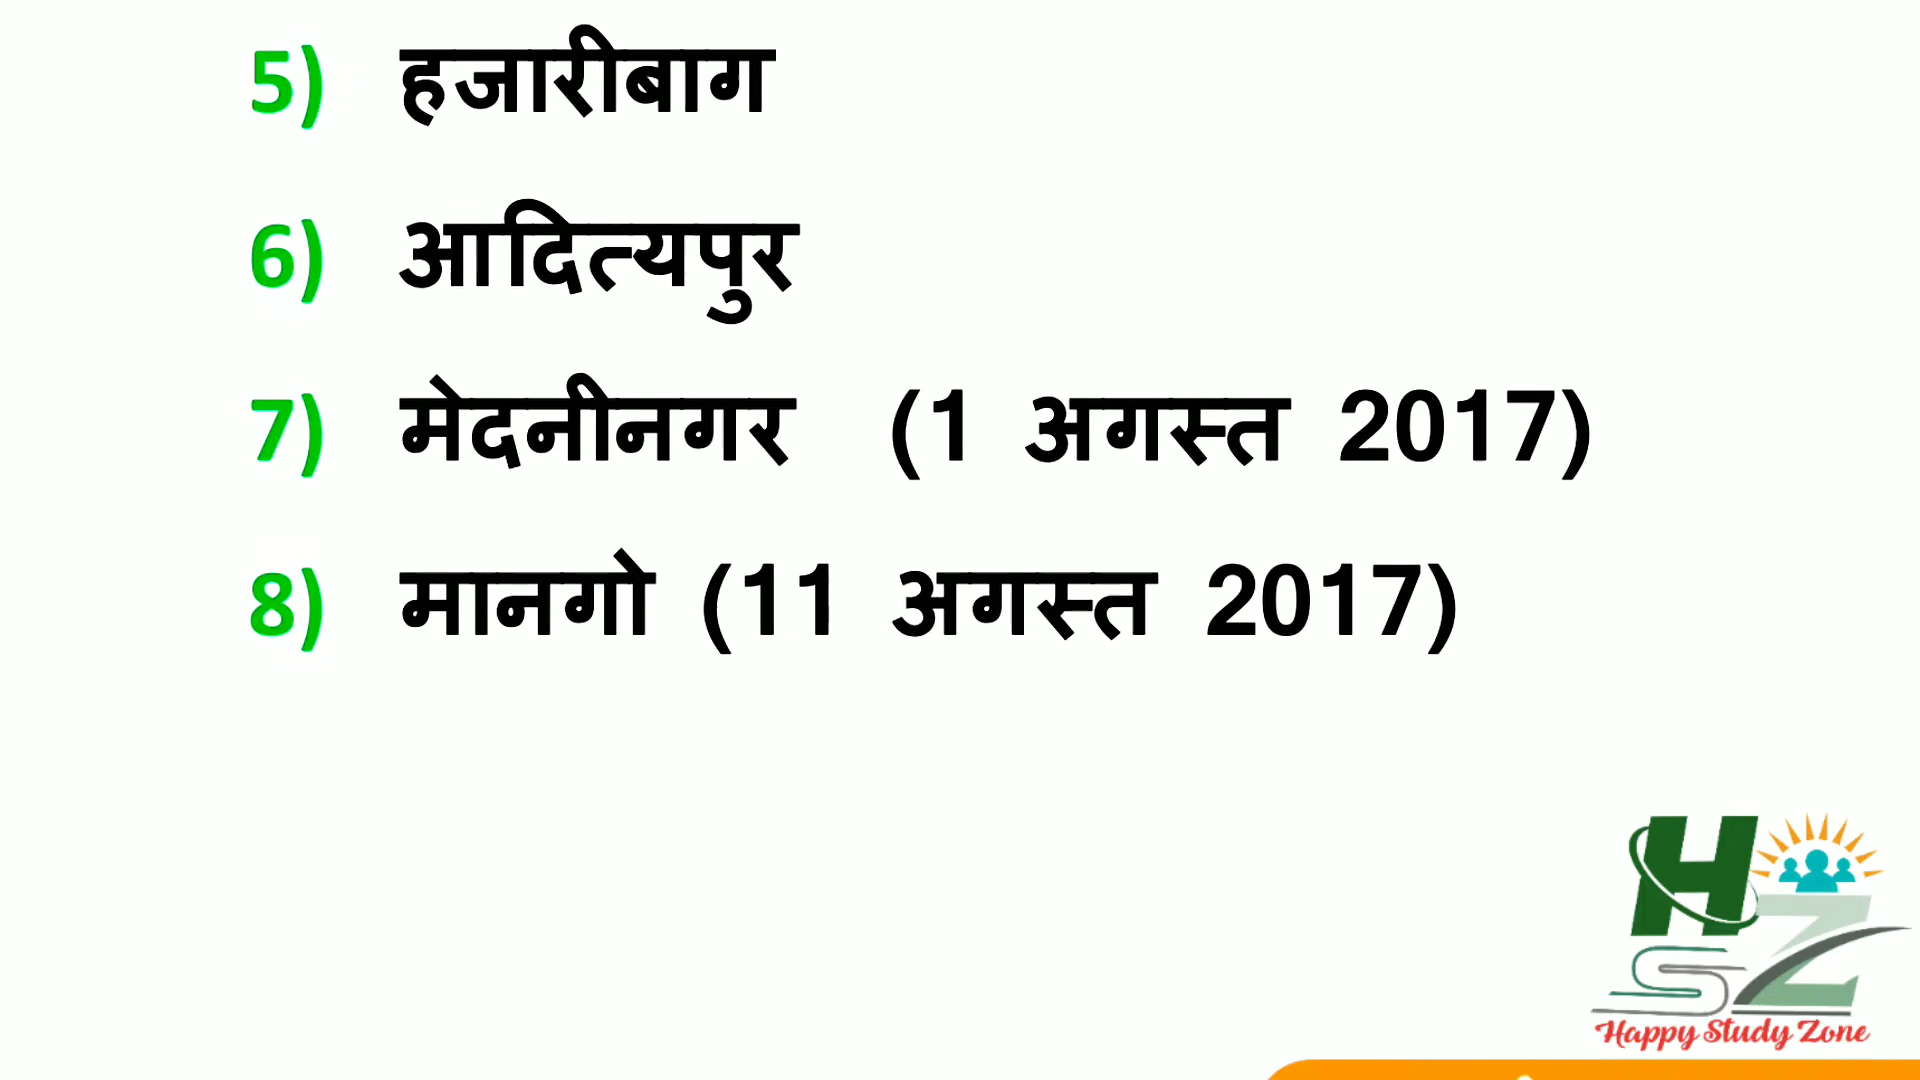 5) हजारीबाग
6) आदित्यपुर
7) मेदनीनगर (1 अगस्त 2017)
8) मानगो (11 अगस्त 2017)
HSZ
Happy Study Zone